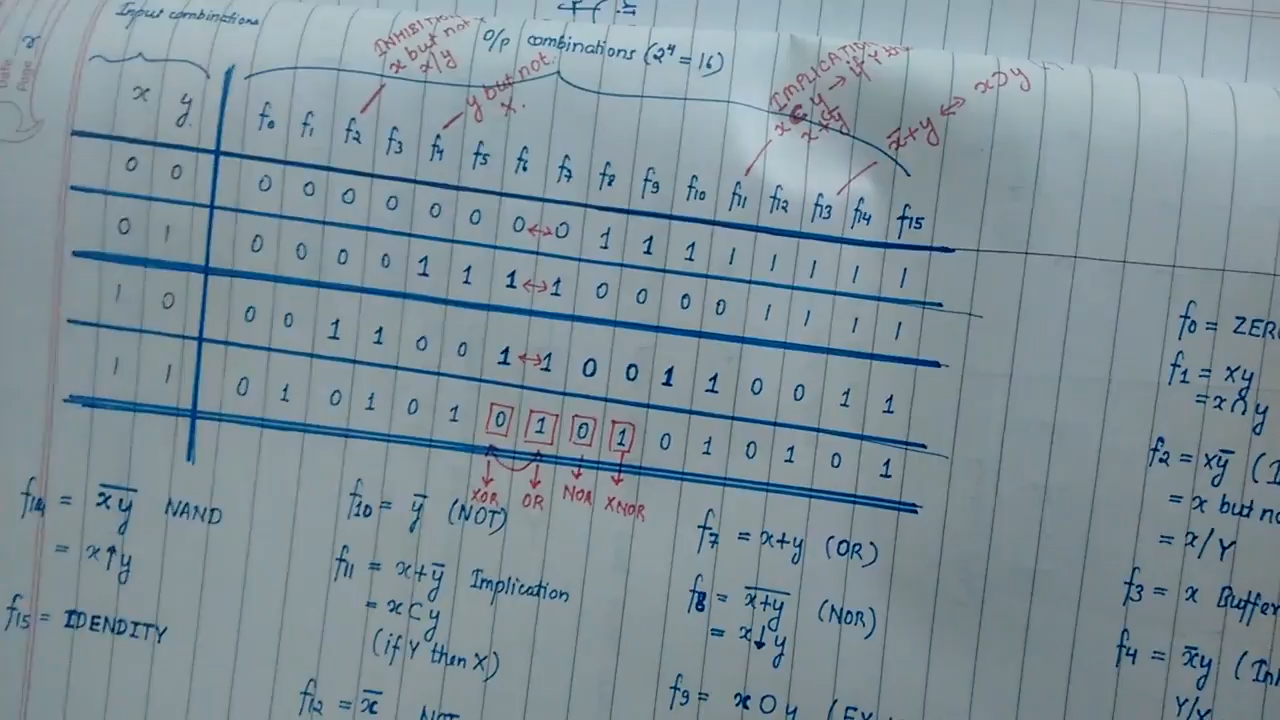 Input combinations
O/p combinations (2⁴ = 16)
x but not y
x/y
y but not
x.
IMPLICATION
x⊂y → if Y
x+ȳ
x̄+y ↔ x⊃y
x y f0 f1 f2 f3 f4 f5 f6 f7 f8 f9 f10 f11 f12 f13 f14 f15
0 0 0 0 0 0 0 0 0↔0 1 1 1 1 1 1 1 1
0 1 0 0 0 0 1 1 1↔1 0 0 0 0 1 1 1 1
1 0 0 0 1 1 0 0 1↔1 0 0 1 1 0 0 1 1
1 1 0 1 0 1 0 1 0 1 0 1 0 1 0 1 0 1
XOR OR NOR XNOR
f14 = x̅y̅ NAND
= x↑y
f15 = IDENDITY
f10 = ȳ (NOT)
f11 = x+ȳ Implication
= x⊂y
(if Y then X)
f12 = x̄ NOT
f7 = x+y (OR)
f8 = x̅+̅y̅ (NOR)
= x↓y
f9 = x⊙y
f0 =
f1 = xy
= x∩y
f2 = xȳ
= x but
= x/Y
f3 = x Buffer
f4 = x̄y
Page